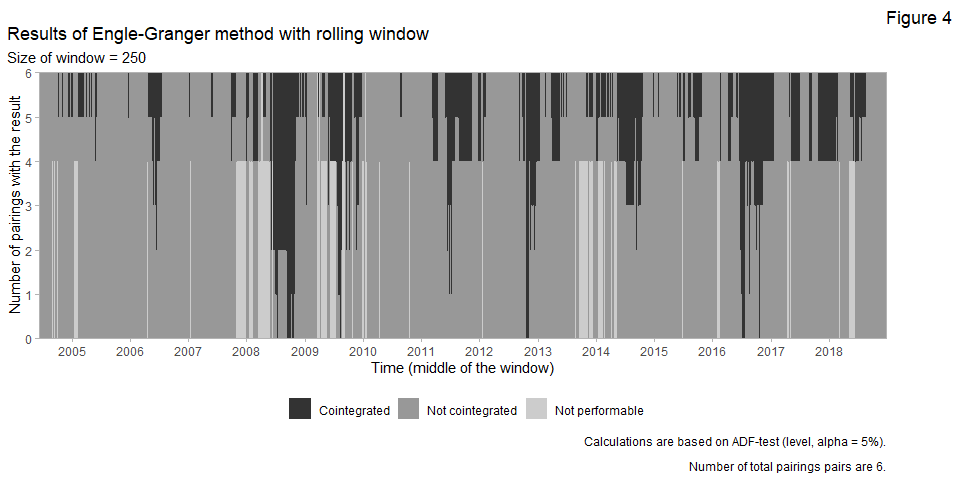 Figure 4
Results of Engle-Granger method with rolling window
Size of window = 250
Number of pairings with the result
6
5
4
3
2
1
0
2005 2006 2007 2008 2009 2010 2011 2012 2013 2014 2015 2016 2017 2018
Time (middle of the window)
Cointegrated Not cointegrated Not performable
Calculations are based on ADF-test (level, alpha = 5%).
Number of total pairings pairs are 6.